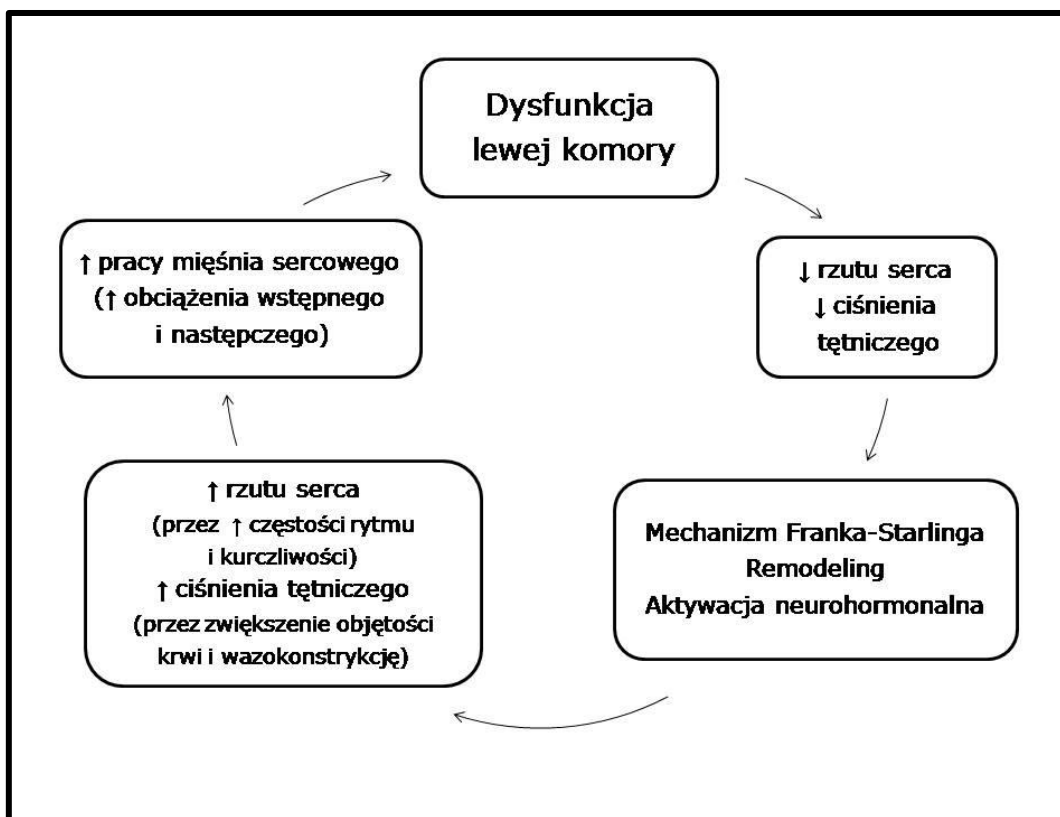 Dysfunkcja
lewej komory
↑ pracy mięśnia sercowego
(↑ obciążenia wstępnego
i następczego)
↓ rzutu serca
↓ ciśnienia
tętniczego
↑ rzutu serca
(przez ↑ częstości rytmu
i kurczliwości)
↑ ciśnienia tętniczego
(przez zwiększenie objętości
krwi i wazokonstrykcję)
Mechanizm Franka-Starlinga
Remodeling
Aktywacja neurohormonalna